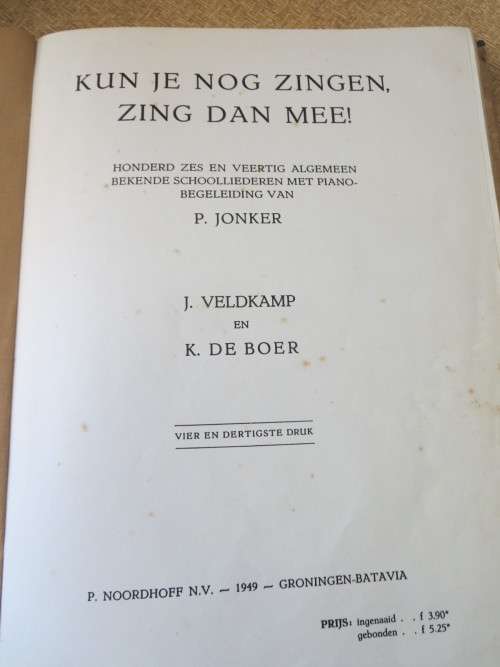 KUN JE NOG ZINGEN,
ZING DAN MEE!
HONDERD ZES EN VEERTIG ALGEMEEN
BEKENDE SCHOOLLIEDEREN MET PIANO-
BEGELEIDING VAN
P. JONKER
J. VELDKAMP
EN
K. DE BOER
VIER EN DERTIGSTE DRUK
P. NOORDHOFF N.V. — 1949 — GRONINGEN-BATAVIA
PRIJS: ingenaaid . . f 3.90*
gebonden . . f 5.25*